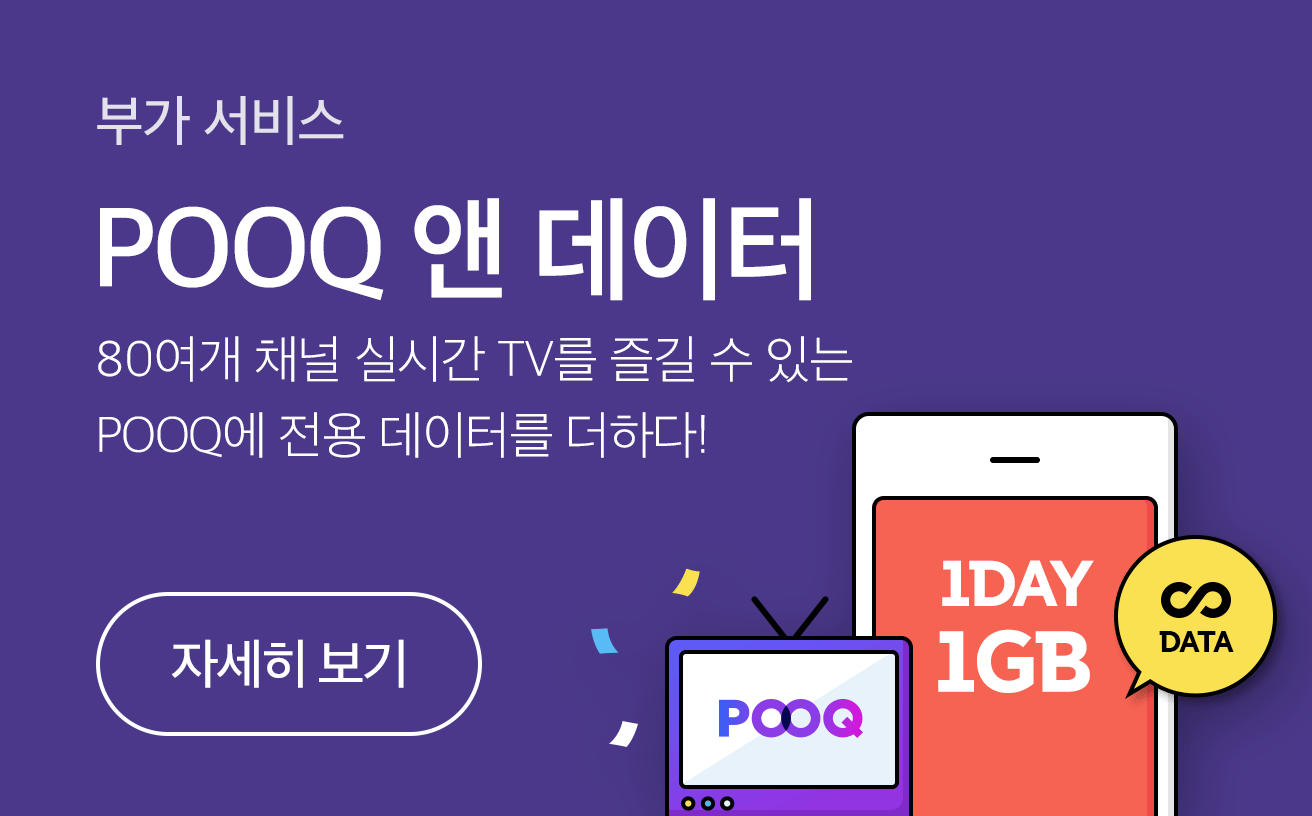 부가 서비스
POOQ 앤 데이터
80여개 채널 실시간 TV를 즐길 수 있는
POOQ에 전용 데이터를 더하다!
자세히 보기
1DAY
1GB
∞
DATA
POOQ